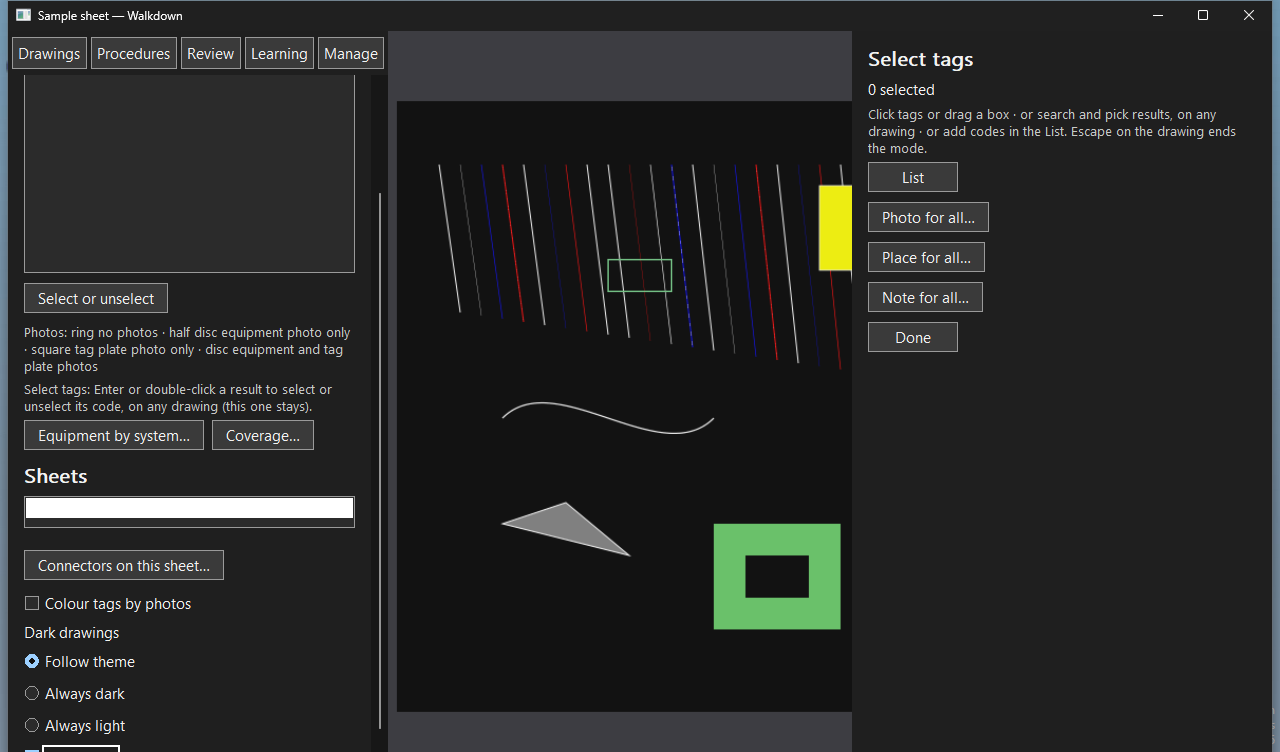 Sample sheet — Walkdown
Drawings
Procedures
Review
Learning
Manage
Select or unselect
Photos: ring no photos · half disc equipment photo only
· square tag plate photo only · disc equipment and tag
plate photos
Select tags: Enter or double-click a result to select or
unselect its code, on any drawing (this one stays).
Equipment by system...
Coverage...
Sheets
Connectors on this sheet...
Colour tags by photos
Dark drawings
Follow theme
Always dark
Always light
Select tags
0 selected
Click tags or drag a box · or search and pick results, on any
drawing · or add codes in the List. Escape on the drawing ends
the mode.
List
Photo for all...
Place for all...
Note for all...
Done